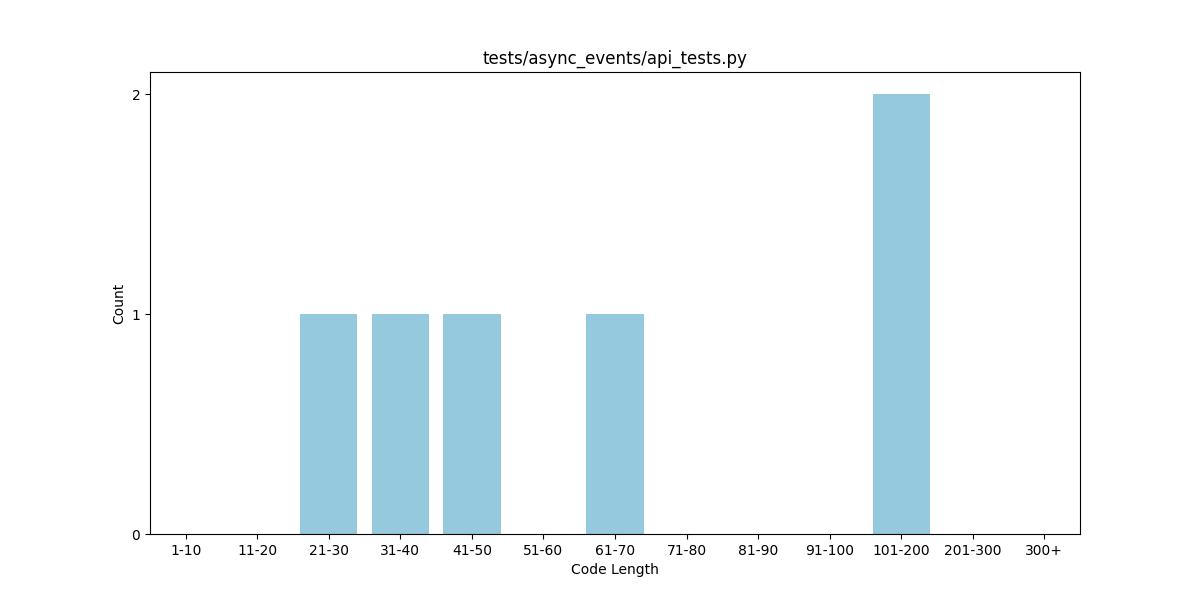 tests/async_events/api_tests.py
2
1
0
Count
1-10 11-20 21-30 31-40 41-50 51-60 61-70 71-80 81-90 91-100 101-200 201-300 300+
Code Length